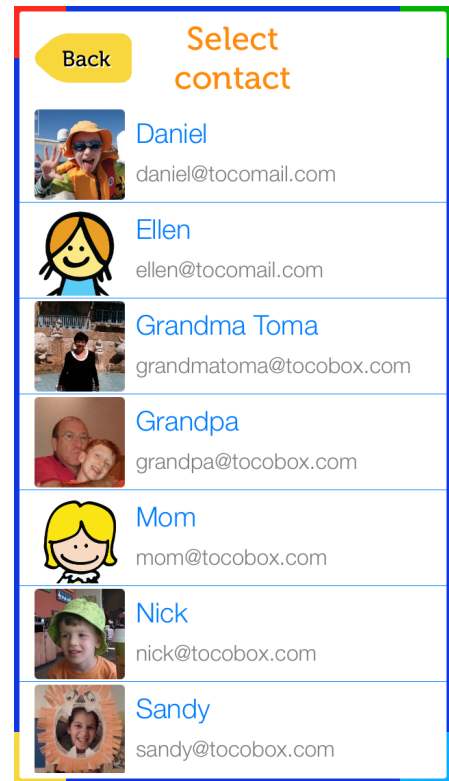 Back
Select
contact
Daniel
daniel@tocomail.com
Ellen
ellen@tocomail.com
Grandma Toma
grandmatoma@tocobox.com
Grandpa
grandpa@tocobox.com
Mom
mom@tocobox.com
Nick
nick@tocobox.com
Sandy
sandy@tocobox.com